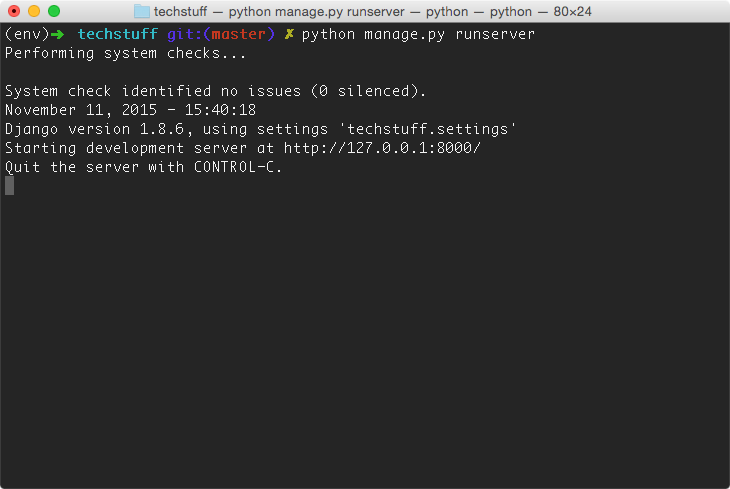 techstuff — python manage.py runserver — python — python — 80×24
(env)➜ techstuff git:(master) ✗ python manage.py runserver
Performing system checks...
System check identified no issues (0 silenced).
November 11, 2015 - 15:40:18
Django version 1.8.6, using settings 'techstuff.settings'
Starting development server at http://127.0.0.1:8000/
Quit the server with CONTROL-C.